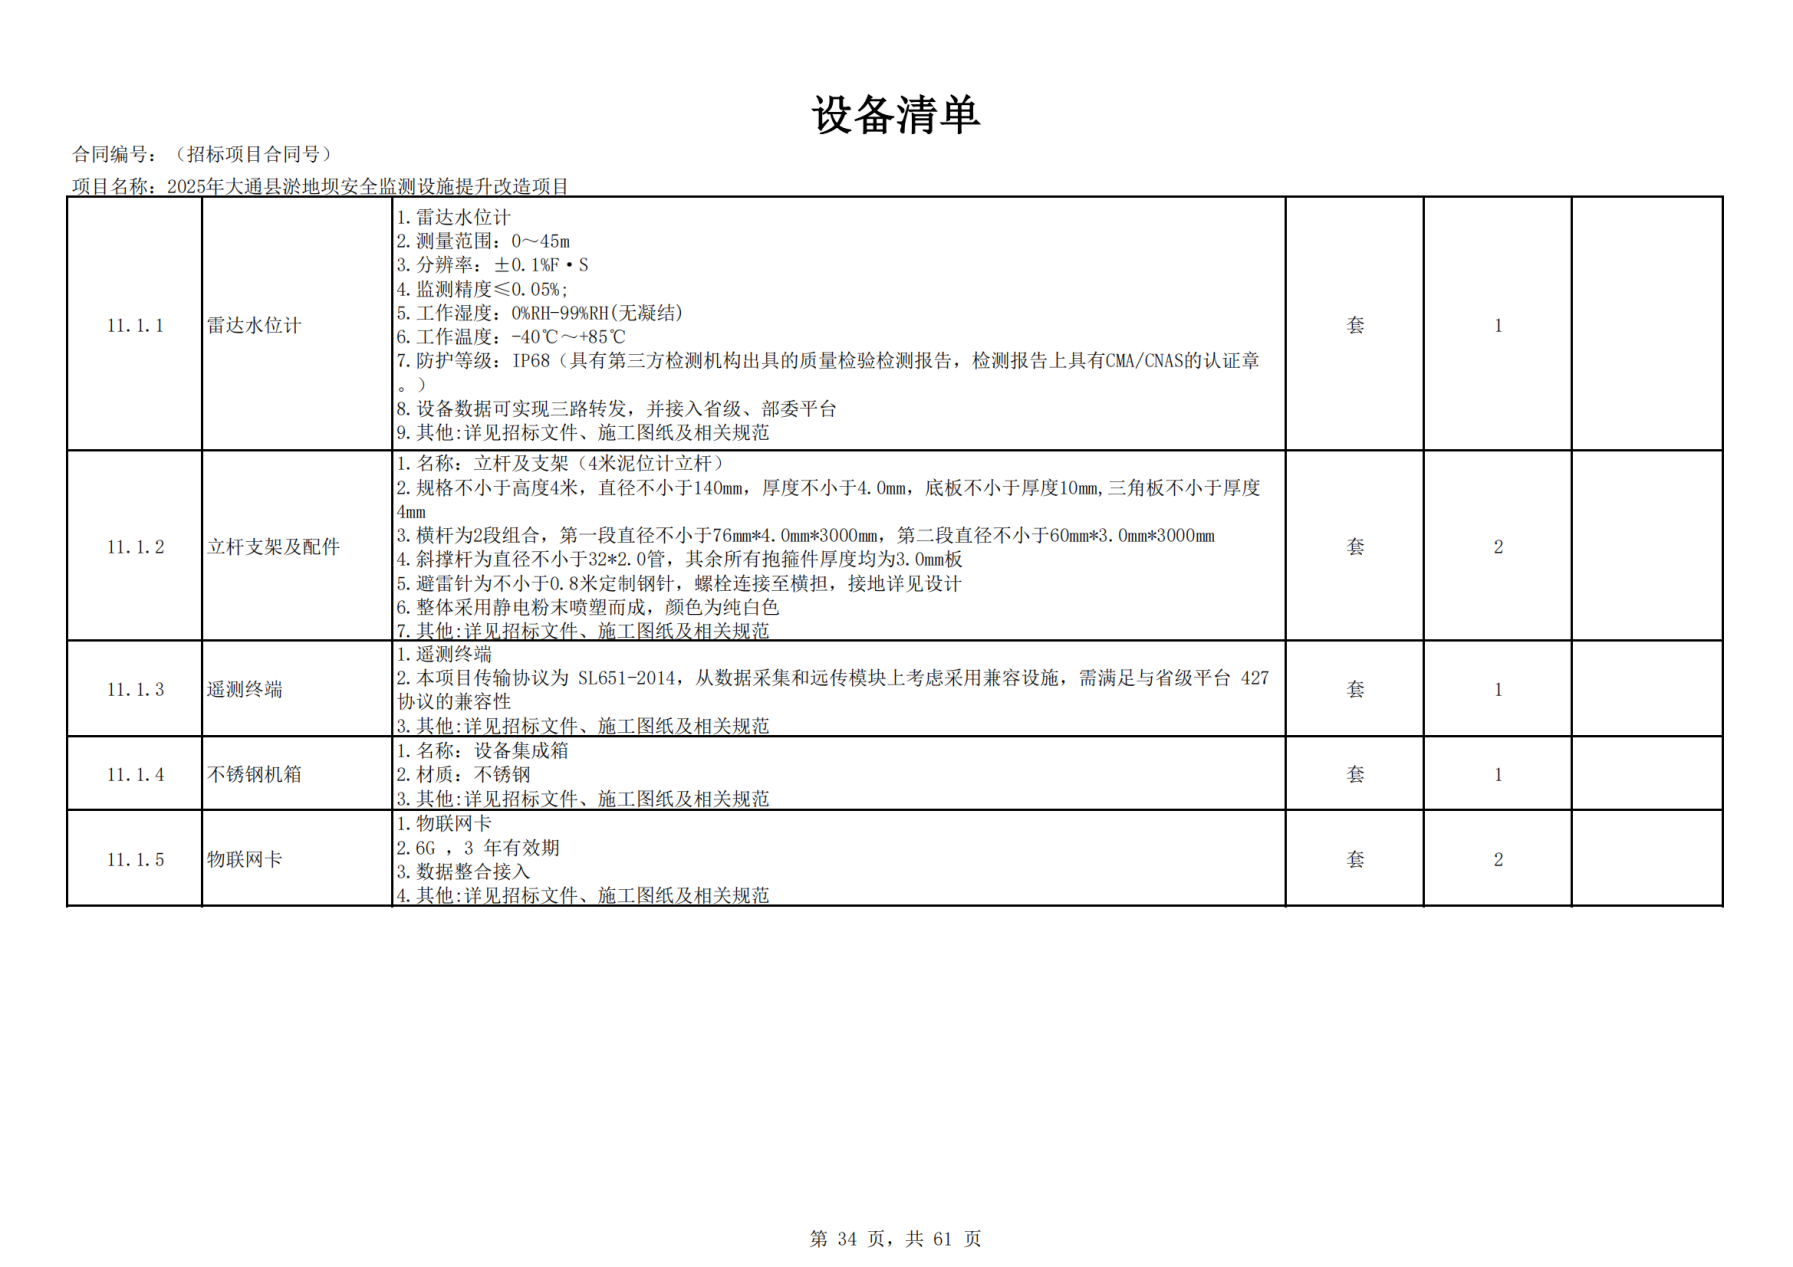 设备清单
合同编号：（招标项目合同号）
项目名称：2025年大通县淤地坝安全监测设施提升改造项目
11.1.1
雷达水位计
1.雷达水位计
2.测量范围：0～45m
3.分辨率：±0.1%F·S
4.监测精度≤0.05%;
5.工作湿度：0%RH-99%RH(无凝结)
6.工作温度：-40℃～+85℃
7.防护等级：IP68（具有第三方检测机构出具的质量检验检测报告，检测报告上具有CMA/CNAS的认证章
。）
8.设备数据可实现三路转发，并接入省级、部委平台
9.其他:详见招标文件、施工图纸及相关规范
套
1
11.1.2
立杆支架及配件
1.名称：立杆及支架（4米泥位计立杆）
2.规格不小于高度4米，直径不小于140mm，厚度不小于4.0mm，底板不小于厚度10mm,三角板不小于厚度
4mm
3.横杆为2段组合，第一段直径不小于76mm*4.0mm*3000mm，第二段直径不小于60mm*3.0mm*3000mm
4.斜撑杆为直径不小于32*2.0管，其余所有抱箍件厚度均为3.0mm板
5.避雷针为不小于0.8米定制钢针，螺栓连接至横担，接地详见设计
6.整体采用静电粉末喷塑而成，颜色为纯白色
7.其他:详见招标文件、施工图纸及相关规范
套
2
11.1.3
遥测终端
1.遥测终端
2.本项目传输协议为 SL651-2014，从数据采集和远传模块上考虑采用兼容设施，需满足与省级平台 427
协议的兼容性
3.其他:详见招标文件、施工图纸及相关规范
套
1
11.1.4
不锈钢机箱
1.名称：设备集成箱
2.材质：不锈钢
3.其他:详见招标文件、施工图纸及相关规范
套
1
11.1.5
物联网卡
1.物联网卡
2.6G ，3 年有效期
3.数据整合接入
4.其他:详见招标文件、施工图纸及相关规范
套
2
第 34 页，共 61 页